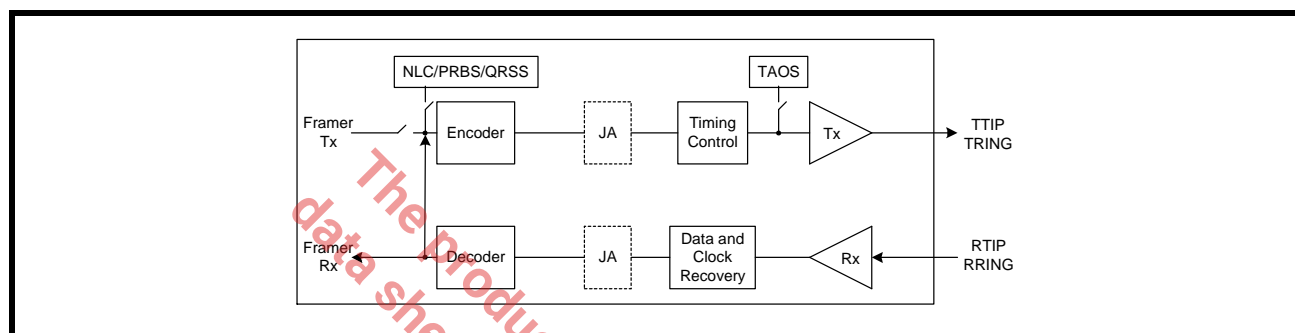 NLC/PRBS/QRSS
TAOS
Framer
Tx
Encoder
JA
Timing
Control
Tx
TTIP
TRING
Framer
Rx
Decoder
JA
Data and
Clock
Recovery
Rx
RTIP
RRING
The produ
data she